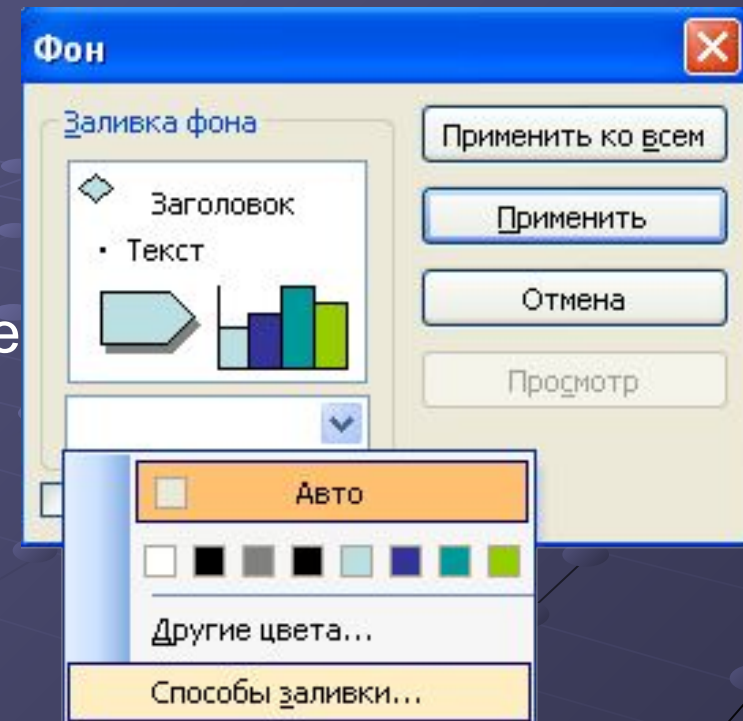 Фон
Заливка фона
Заголовок
• Текст
Применить ко всем
Применить
Отмена
Просмотр
е
Авто
Другие цвета...
Способы заливки...